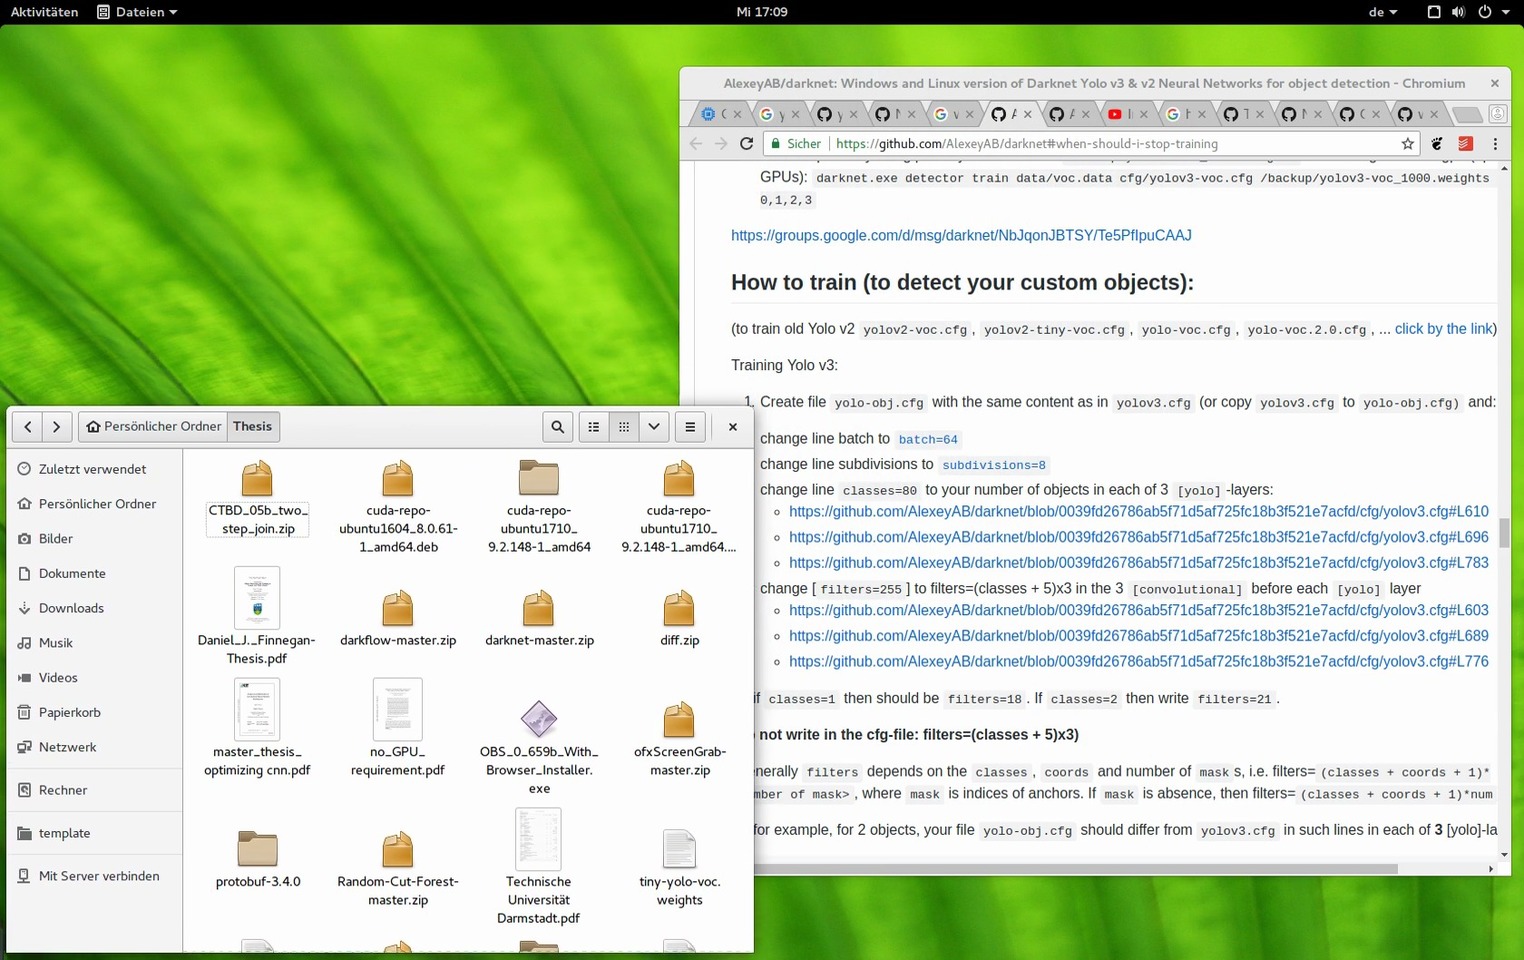 Aktivitäten
Dateien
Mi 17:09
de
AlexeyAB/darknet: Windows and Linux version of Darknet Yolo v3 & v2 Neural Networks for object detection - Chromium
Sicher
https://github.com/AlexeyAB/darknet#when-should-i-stop-training
GPUs): darknet.exe detector train data/voc.data cfg/yolov3-voc.cfg /backup/yolov3-voc_1000.weights
0,1,2,3
https://groups.google.com/d/msg/darknet/NbJqonJBTSY/Te5PfIpuCAAJ
How to train (to detect your custom objects):
(to train old Yolo v2 yolov2-voc.cfg, yolov2-tiny-voc.cfg, yolo-voc.cfg, yolo-voc.2.0.cfg, ... click by the link)
Training Yolo v3:
1. Create file yolo-obj.cfg with the same content as in yolov3.cfg (or copy yolov3.cfg to yolo-obj.cfg) and:
change line batch to batch=64
change line subdivisions to subdivisions=8
change line classes=80 to your number of objects in each of 3 [yolo]-layers:
https://github.com/AlexeyAB/darknet/blob/0039fd26786ab5f71d5af725fc18b3f521e7acfd/cfg/yolov3.cfg#L610
https://github.com/AlexeyAB/darknet/blob/0039fd26786ab5f71d5af725fc18b3f521e7acfd/cfg/yolov3.cfg#L696
https://github.com/AlexeyAB/darknet/blob/0039fd26786ab5f71d5af725fc18b3f521e7acfd/cfg/yolov3.cfg#L783
change [filters=255] to filters=(classes + 5)x3 in the 3 [convolutional] before each [yolo] layer
https://github.com/AlexeyAB/darknet/blob/0039fd26786ab5f71d5af725fc18b3f521e7acfd/cfg/yolov3.cfg#L603
https://github.com/AlexeyAB/darknet/blob/0039fd26786ab5f71d5af725fc18b3f521e7acfd/cfg/yolov3.cfg#L689
https://github.com/AlexeyAB/darknet/blob/0039fd26786ab5f71d5af725fc18b3f521e7acfd/cfg/yolov3.cfg#L776
if classes=1 then should be filters=18. If classes=2 then write filters=21.
not write in the cfg-file: filters=(classes + 5)x3)
nerally filters depends on the classes, coords and number of mask s, i.e. filters= (classes + coords + 1)*
mber of mask>, where mask is indices of anchors. If mask is absence, then filters= (classes + coords + 1)*num
for example, for 2 objects, your file yolo-obj.cfg should differ from yolov3.cfg in such lines in each of 3 [yolo]-la
Persönlicher Ordner
Thesis
Zuletzt verwendet
Persönlicher Ordner
Bilder
Dokumente
Downloads
Musik
Videos
Papierkorb
Netzwerk
Rechner
template
Mit Server verbinden
CTBD_05b_two_
step_join.zip
cuda-repo-
ubuntu1604_8.0.61-
1_amd64.deb
cuda-repo-
ubuntu1710_
9.2.148-1_amd64
cuda-repo-
ubuntu1710_
9.2.148-1_amd64....
Daniel_J._Finnegan-
Thesis.pdf
darkflow-master.zip
darknet-master.zip
diff.zip
master_thesis_
optimizing cnn.pdf
no_GPU_
requirement.pdf
OBS_0_659b_With_
Browser_Installer.
exe
ofxScreenGrab-
master.zip
protobuf-3.4.0
Random-Cut-Forest-
master.zip
Technische
Universität
Darmstadt.pdf
tiny-yolo-voc.
weights